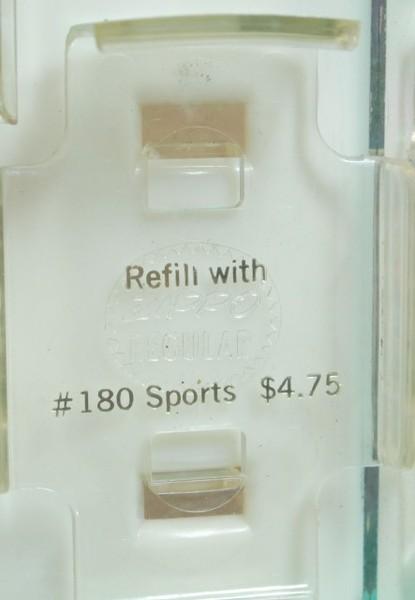 Refill with
ZIPPO
REGULAR
#180 Sports $4.75